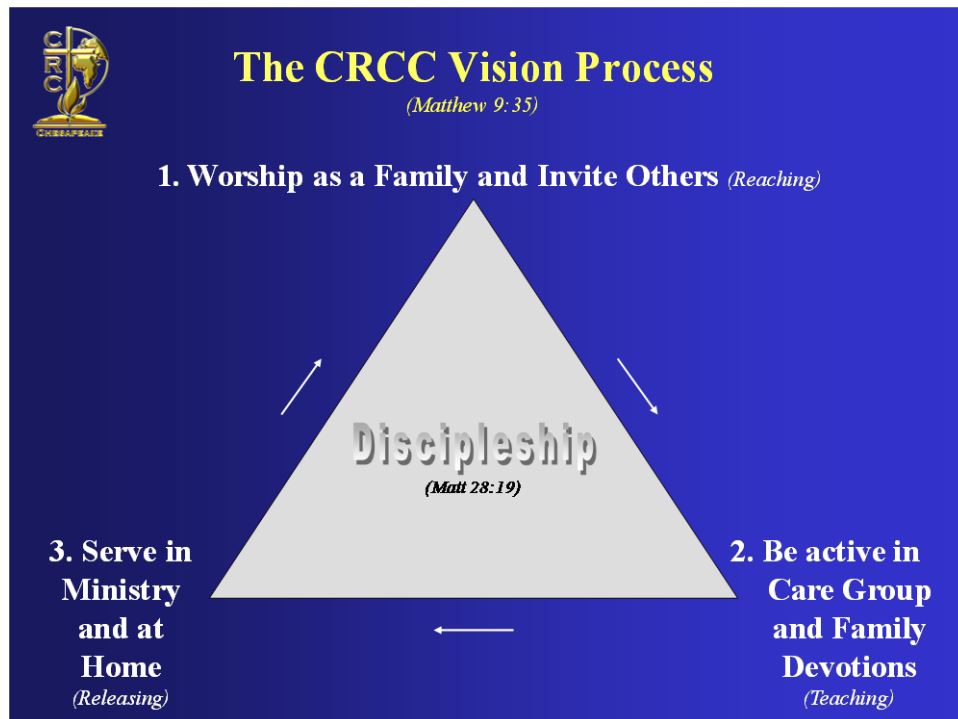 CRC
CHESAPEAKE
The CRCC Vision Process
(Matthew 9:35)
1. Worship as a Family and Invite Others (Reaching)
Discipleship
(Matt 28:19)
3. Serve in
Ministry
and at
Home
(Releasing)
2. Be active in
Care Group
and Family
Devotions
(Teaching)